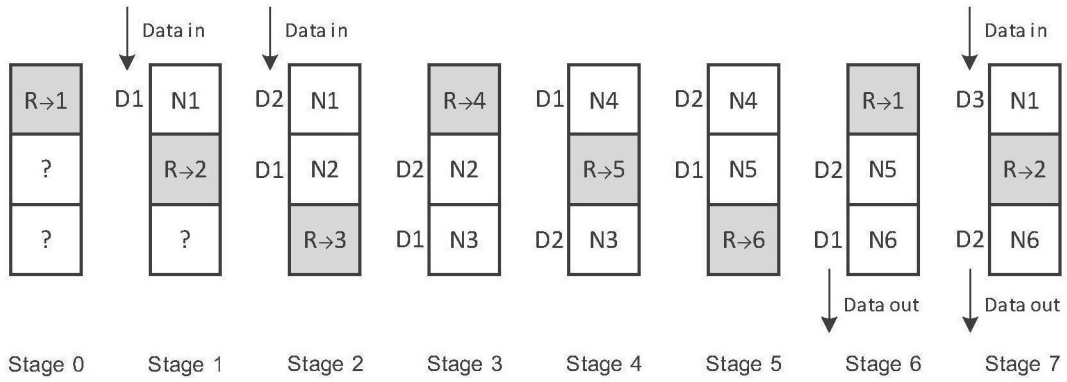 Data in Data in Data in
R→1 D1 N1 D2 N1 R→4 D1 N4 D2 N4 R→1 D3 N1
? R→2 D1 N2 D2 N2 R→5 D1 N5 D2 N5 R→2
? ? R→3 D1 N3 D2 N3 R→6 D1 N6 D2 N6
Data out Data out
Stage 0 Stage 1 Stage 2 Stage 3 Stage 4 Stage 5 Stage 6 Stage 7